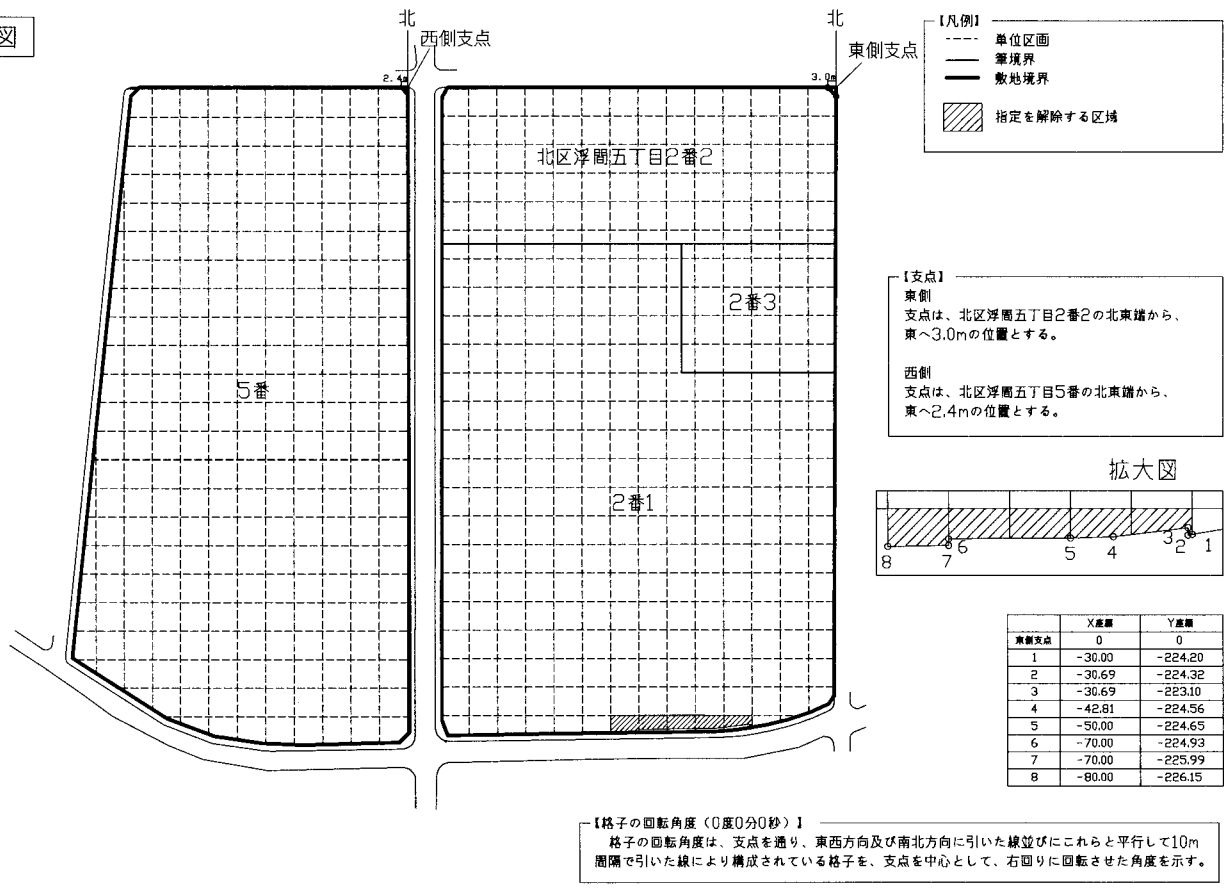 図
北
西側支点
2.4m
北
東側支点
3.0m
【凡例】
単位区画
筆境界
敷地境界
指定を解除する区域
北区浮間五丁目2番2
2番3
5番
2番1
【支点】
東側
支点は、北区浮間五丁目2番2の北東端から、
東へ3.0mの位置とする。
西側
支点は、北区浮間五丁目5番の北東端から、
東へ2.4mの位置とする。
拡大図
8 7 6 5 4 3 2 1
X座標 Y座標
東側支点 0 0
1 -30.00 -224.20
2 -30.69 -224.32
3 -30.69 -223.10
4 -42.81 -224.56
5 -50.00 -224.65
6 -70.00 -224.93
7 -70.00 -225.99
8 -80.00 -226.15
【格子の回転角度(0度0分0秒)】
格子の回転角度は、支点を通り、東西方向及び南北方向に引いた線並びにこれらと平行して10m
間隔で引いた線により構成されている格子を、支点を中心として、右回りに回転させた角度を示す。